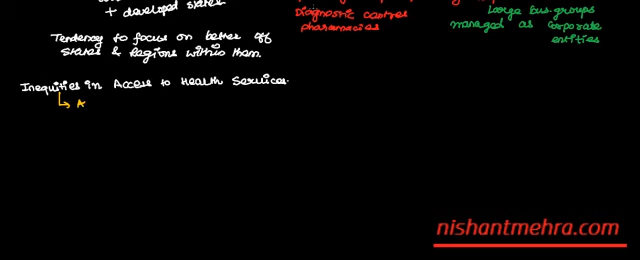 + developed states
Tendency to focus on better off
states & Regions within them.
Diagnostic centres
pharmacies
Large bus. groups
managed as corporate
entities
Inequities in Access to Health Services.
A
nishantmehra.com